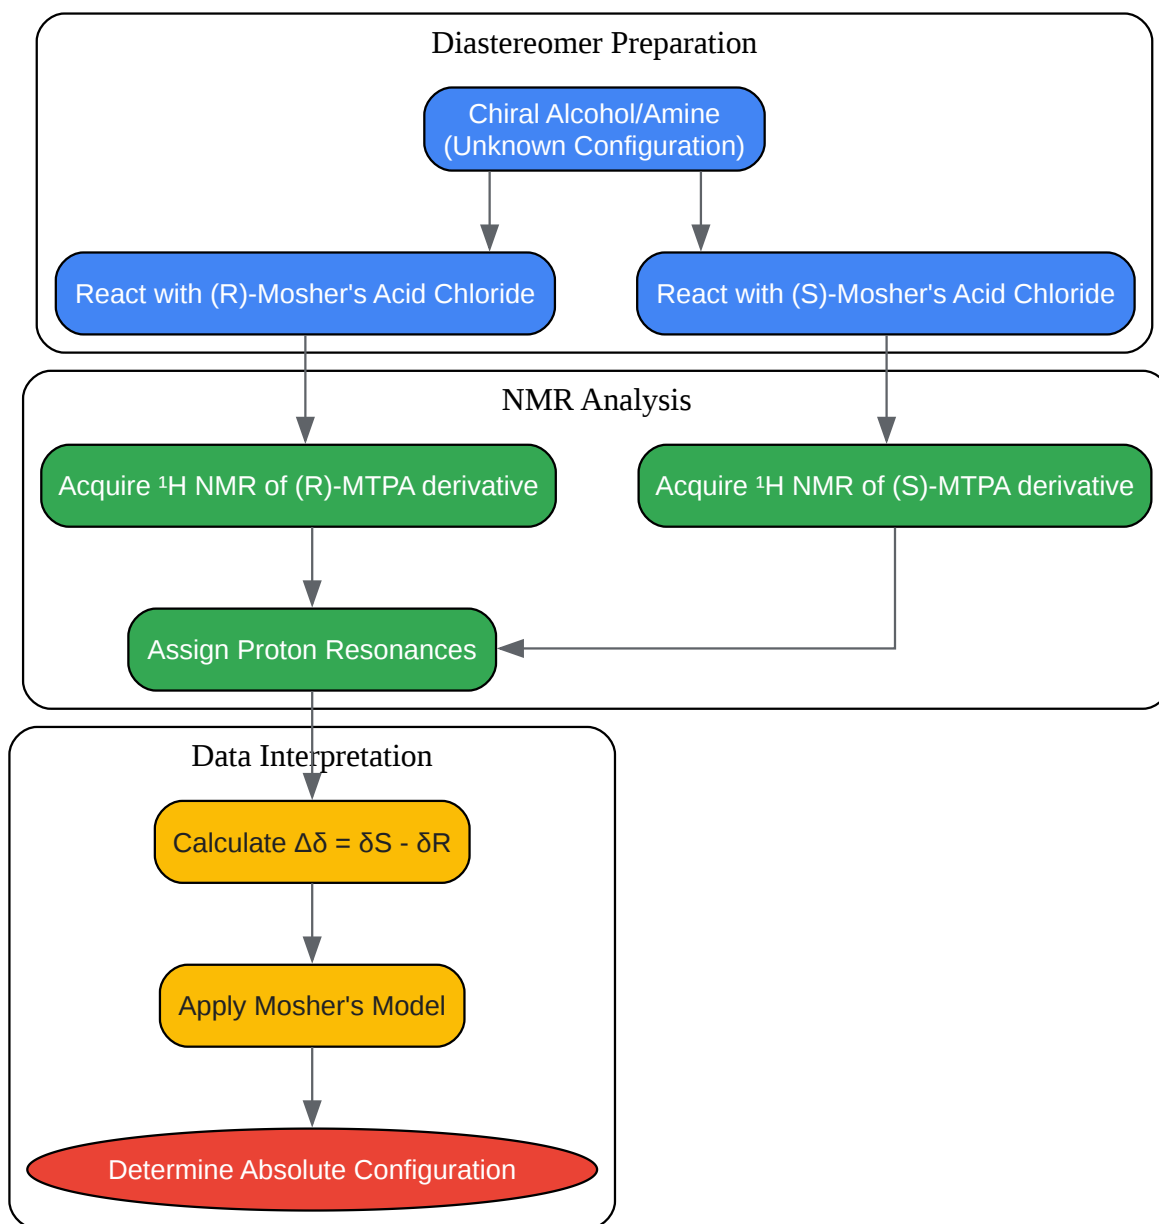 Diastereomer Preparation
Chiral Alcohol/Amine
(Unknown Configuration)
React with (R)-Mosher's Acid Chloride
React with (S)-Mosher's Acid Chloride
NMR Analysis
Acquire ¹H NMR of (R)-MTPA derivative
Acquire ¹H NMR of (S)-MTPA derivative
Assign Proton Resonances
Data Interpretation
Calculate Δδ = δS - δR
Apply Mosher's Model
Determine Absolute Configuration